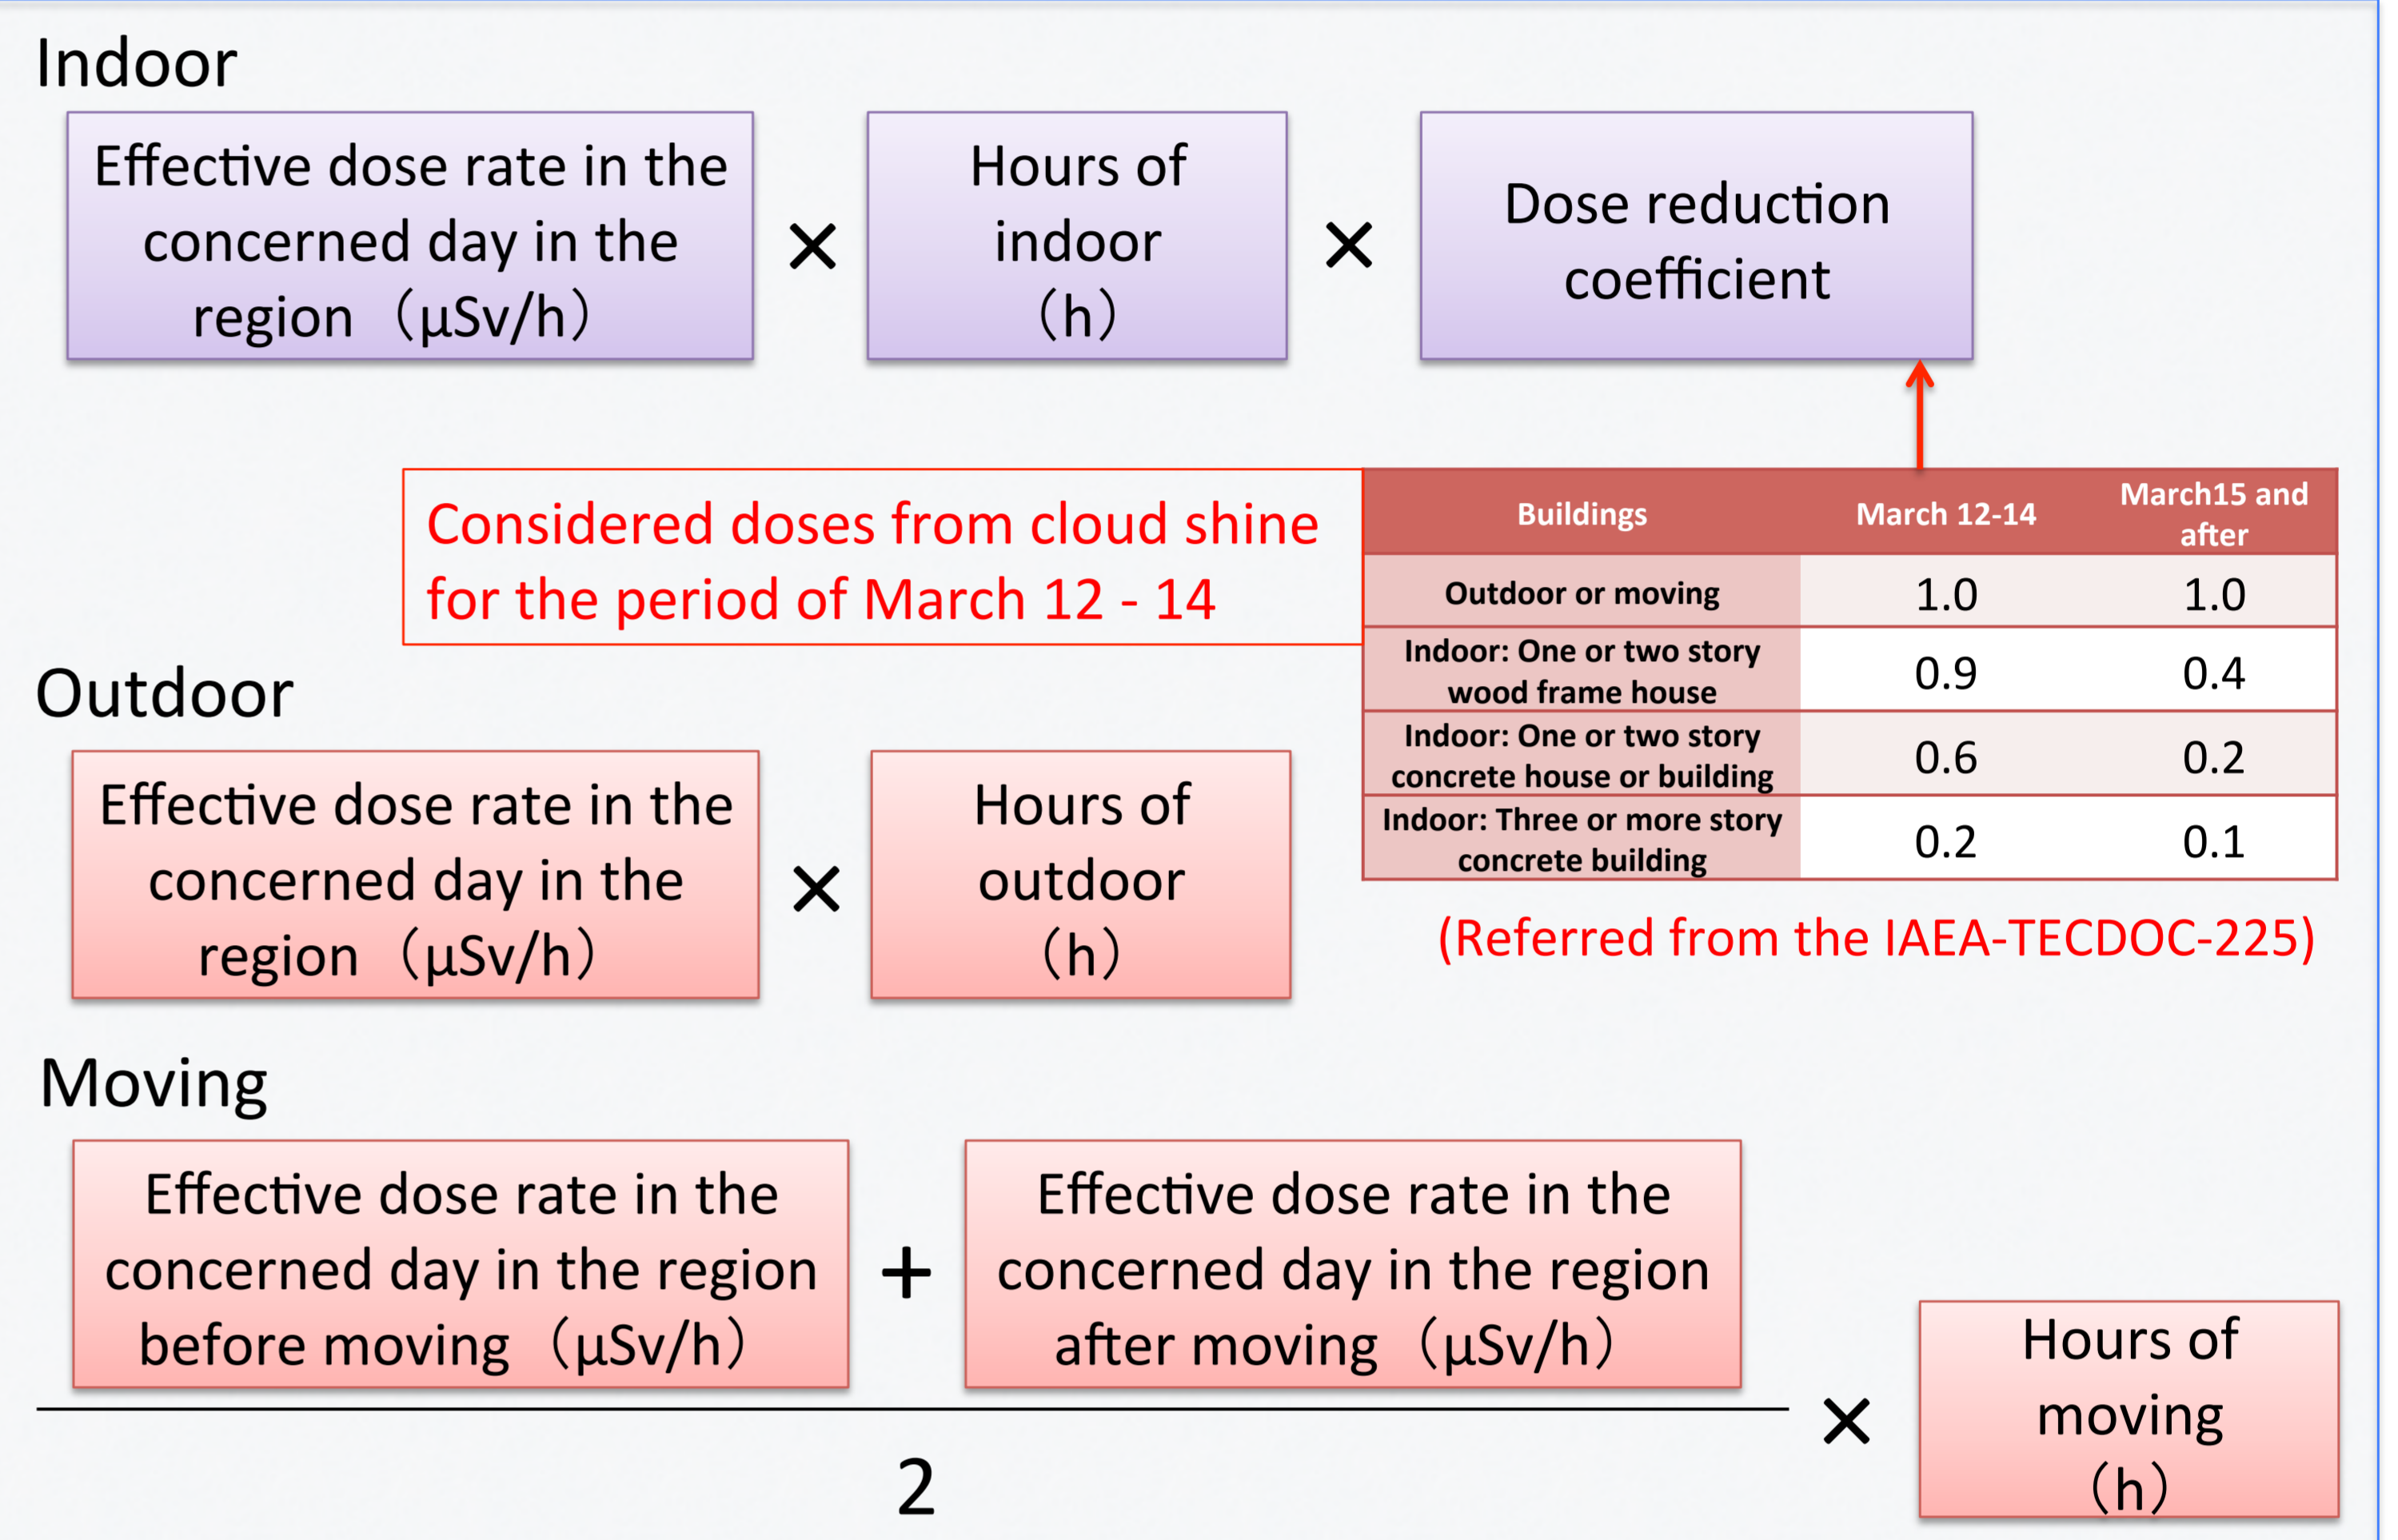 Indoor
Effective dose rate in the
concerned day in the
region（μSv/h）
×
Hours of
indoor
（h）
×
Dose reduction
coefficient
Considered doses from cloud shine
for the period of March 12 - 14
Buildings
March 12-14
March15 and
after
Outdoor or moving
1.0
1.0
Indoor: One or two story
wood frame house
0.9
0.4
Indoor: One or two story
concrete house or building
0.6
0.2
Indoor: Three or more story
concrete building
0.2
0.1
(Referred from the IAEA-TECDOC-225)
Outdoor
Effective dose rate in the
concerned day in the
region（μSv/h）
×
Hours of
outdoor
（h）
Moving
Effective dose rate in the
concerned day in the region
before moving（μSv/h）
+
Effective dose rate in the
concerned day in the region
after moving（μSv/h）
2
×
Hours of
moving
（h）